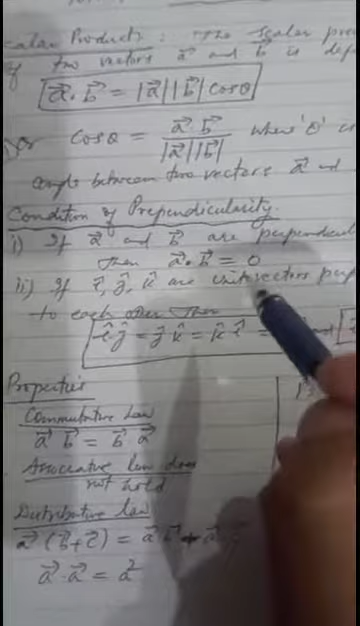 Scalar Products : The scalar pro
of two vectors a⃗ and b⃗ is def
a⃗ . b⃗ = |a⃗| |b⃗| cosθ
Or Cosθ = a⃗ . b⃗ / |a⃗||b⃗| where 'θ' is
angle between two vectors a⃗ and
Condition of Prependicularity.
i) If a⃗ and b⃗ are perpendicul
Then a⃗ . b⃗ = 0
ii) If î, ĵ, k̂ are unit vectors perp
to each other Then
î . ĵ = ĵ . k̂ = k̂ . î =
Properties
Commutative Law
a⃗ . b⃗ = b⃗ . a⃗
Associative law does
not hold
Distributive law
a⃗ . (b⃗ + c⃗) = a⃗ . b⃗ + a⃗
a⃗ . a⃗ = a²